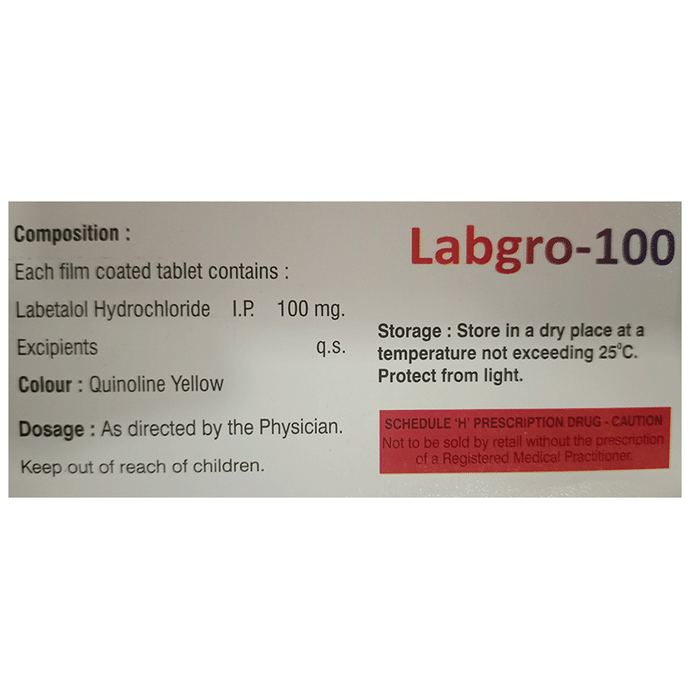 Composition :
Each film coated tablet contains :
Labetalol Hydrochloride I.P. 100 mg.
Excipients q.s.
Colour : Quinoline Yellow
Dosage : As directed by the Physician.
Keep out of reach of children.
Labgro-100
Storage : Store in a dry place at a
temperature not exceeding 25⁰C.
Protect from light.
SCHEDULE 'H' PRESCRIPTION DRUG - CAUTION
Not to be sold by retail without the prescription
of a Registered Medical Practitioner.